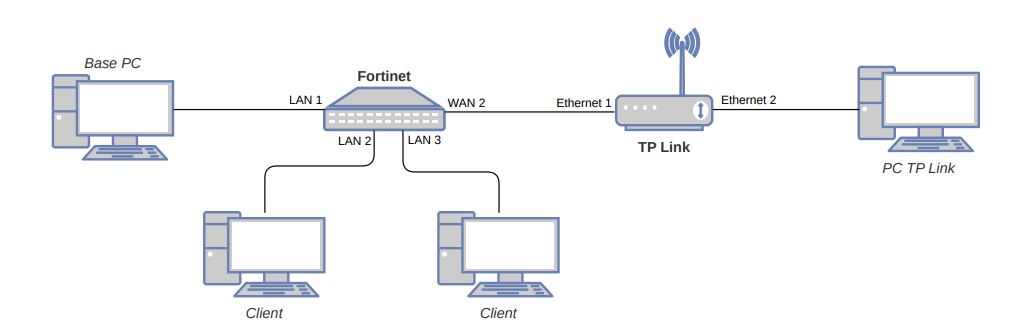 Base PC
Fortinet
LAN 1
WAN 2
Ethernet 1
Ethernet 2
LAN 2
LAN 3
TP Link
PC TP Link
Client
Client